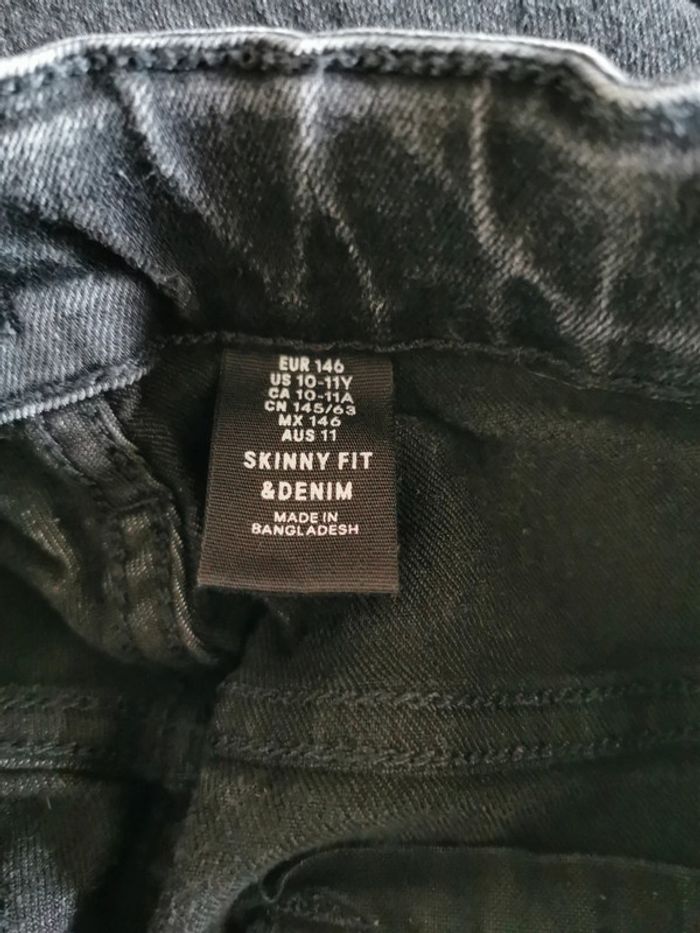 EUR 146
US 10-11Y
CA 10-11A
CN 145/63
MX 146
AUS 11
SKINNY FIT
&DENIM
MADE IN
BANGLADESH